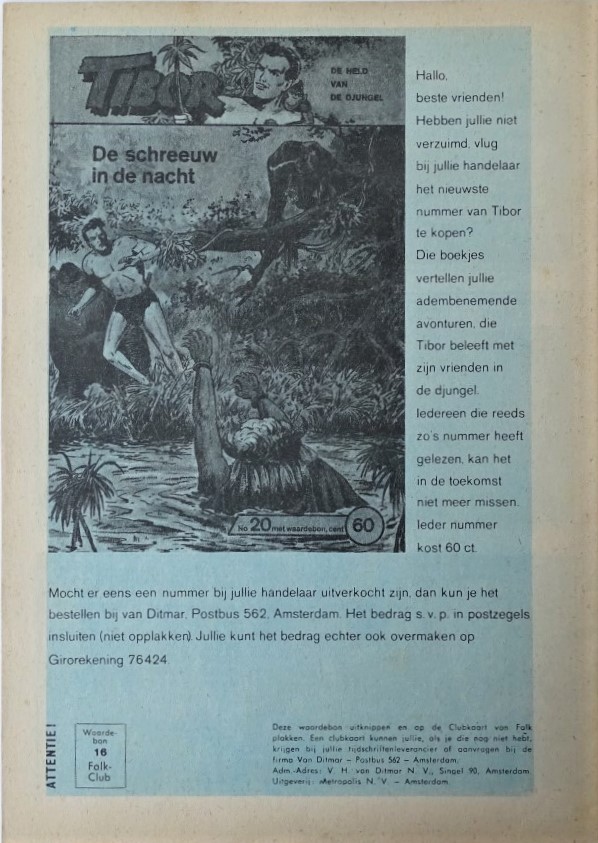 TIBOR
DE HELD
VAN
DE DJUNGEL
De schreeuw
in de nacht
No 20 met waardebon, cent 60
Hallo,
beste vrienden!
Hebben jullie niet
verzuimd, vlug
bij jullie handelaar
het nieuwste
nummer van Tibor
te kopen?
Die boekjes
vertellen jullie
adembenemende
avonturen, die
Tibor beleeft met
zijn vrienden in
de djungel.
Iedereen die reeds
zo's nummer heeft
gelezen, kan het
in de toekomst
niet meer missen.
Ieder nummer
kost 60 ct.
Mocht er eens een nummer bij jullie handelaar uitverkocht zijn, dan kun je het
bestellen bij van Ditmar, Postbus 562, Amsterdam. Het bedrag s. v. p. in postzegels
insluiten (niet opplakken). Jullie kunt het bedrag echter ook overmaken op
Girorekening 76424.
ATTENTIE!
Waarde-
bon
16
Falk-
Club
Deze waardebon uitknippen en op de Clubkaart van Falk
plakken. Een clubkaart kunnen jullie, als je die nog niet hebt,
krijgen bij jullie tijdschriftenleverancier of aanvragen bij de
firma Van Ditmar – Postbus 562 – Amsterdam.
Adm.-Adres: V. H. van Ditmar N. V., Singel 90, Amsterdam
Uitgeverij: Metropolis N. V. – Amsterdam.